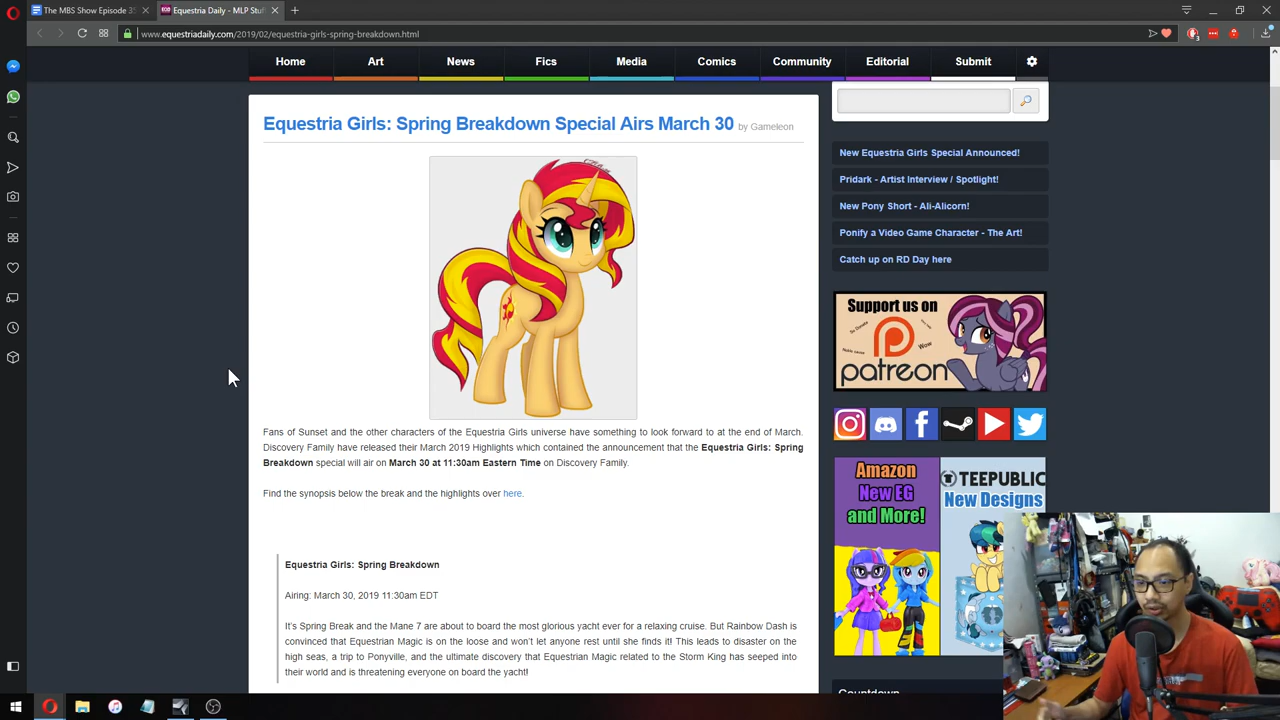 The MBS Show Episode 35
Equestria Daily - MLP Stuf
www.equestriadaily.com/2019/02/equestria-girls-spring-breakdown.html
3
Home Art News Fics Media Comics Community Editorial Submit
Equestria Girls: Spring Breakdown Special Airs March 30 by Gameleon
Fans of Sunset and the other characters of the Equestria Girls universe have something to look forward to at the end of March.
Discovery Family have released their March 2019 Highlights which contained the announcement that the Equestria Girls: Spring
Breakdown special will air on March 30 at 11:30am Eastern Time on Discovery Family.
Find the synopsis below the break and the highlights over here.
Equestria Girls: Spring Breakdown
Airing: March 30, 2019 11:30am EDT
It's Spring Break and the Mane 7 are about to board the most glorious yacht ever for a relaxing cruise. But Rainbow Dash is
convinced that Equestrian Magic is on the loose and won't let anyone rest until she finds it! This leads to disaster on the
high seas, a trip to Ponyville, and the ultimate discovery that Equestrian Magic related to the Storm King has seeped into
their world and is threatening everyone on board the yacht!
New Equestria Girls Special Announced!
Pridark - Artist Interview / Spotlight!
New Pony Short - Ali-Alicorn!
Ponify a Video Game Character - The Art!
Catch up on RD Day here
Support us on
Wow
patreon
Amazon
New EG
and More!
TEEPUBLIC
New Designs
Countdown